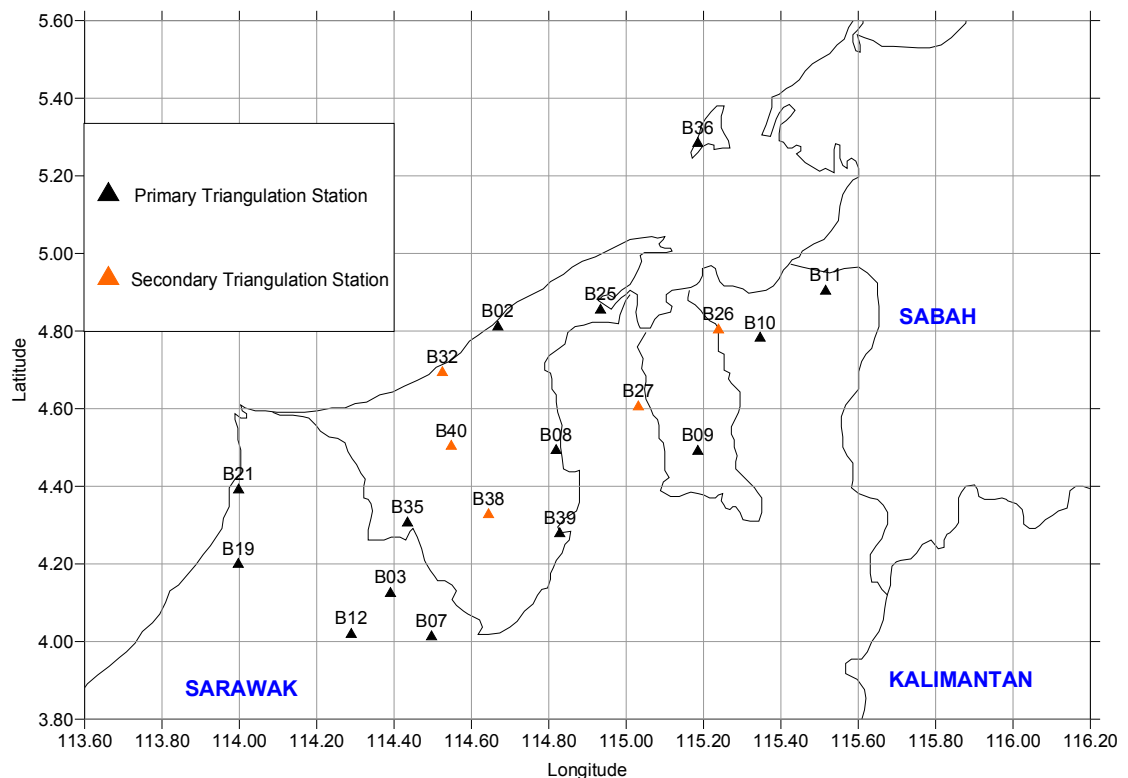 5.60
5.40
5.20
5.00
4.80
4.60
4.40
4.20
4.00
3.80
Latitude
Primary Triangulation Station
Secondary Triangulation Station
B36
B11
B25
B02
B26
B10
SABAH
B32
B27
B40
B08
B09
B21
B38
B35
B39
B19
B03
B12
B07
SARAWAK
KALIMANTAN
113.60 113.80 114.00 114.20 114.40 114.60 114.80 115.00 115.20 115.40 115.60 115.80 116.00 116.20
Longitude